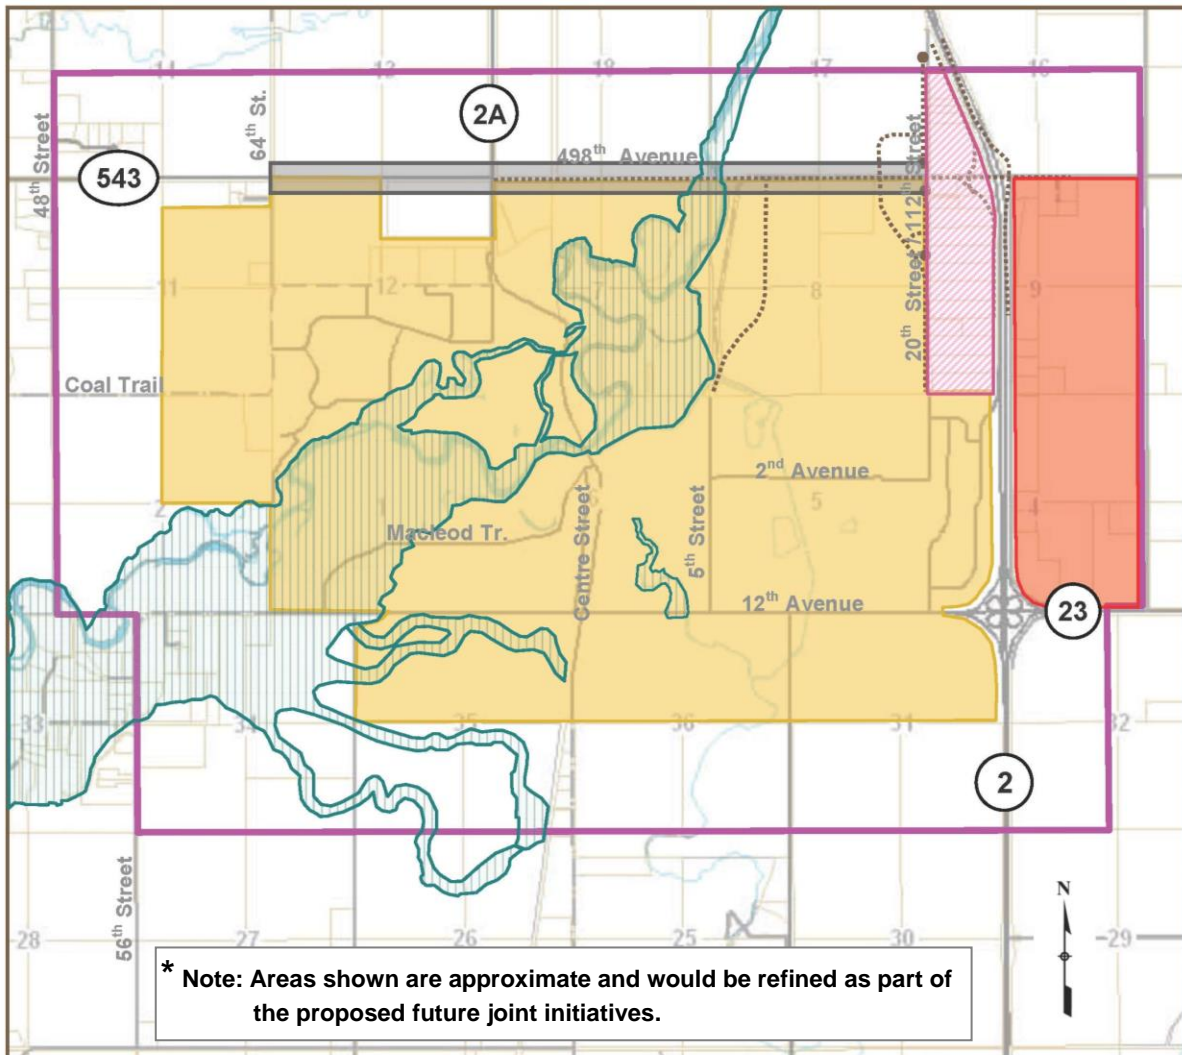 11
13
18
17
16
2A
64th St.
48th Street
498th Avenue
543
20th Street / 112th Street
11
12
7
8
9
Coal Trail
2nd Avenue
2
1
5
4
Macleod Tr.
Centre Street
5th Street
12th Avenue
23
33
34
35
36
31
32
2
56th Street
N
28
27
26
25
30
29
* Note: Areas shown are approximate and would be refined as part of
the proposed future joint initiatives.